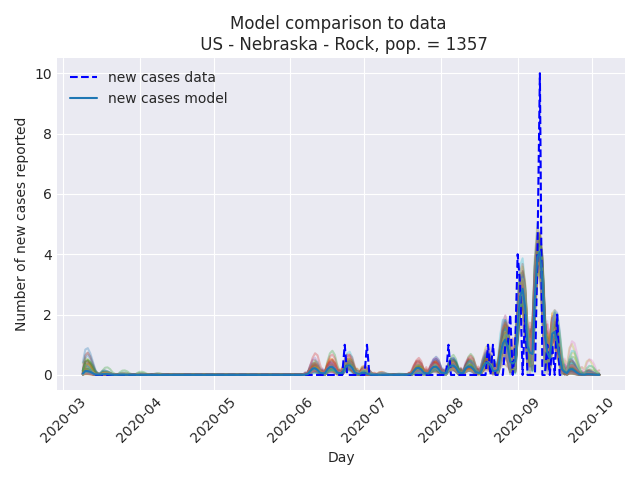 Model comparison to data
US - Nebraska - Rock, pop. = 1357
new cases data
new cases model
Number of new cases reported
10
8
6
4
2
0
2020-03
2020-04
2020-05
2020-06
2020-07
2020-08
2020-09
2020-10
Day